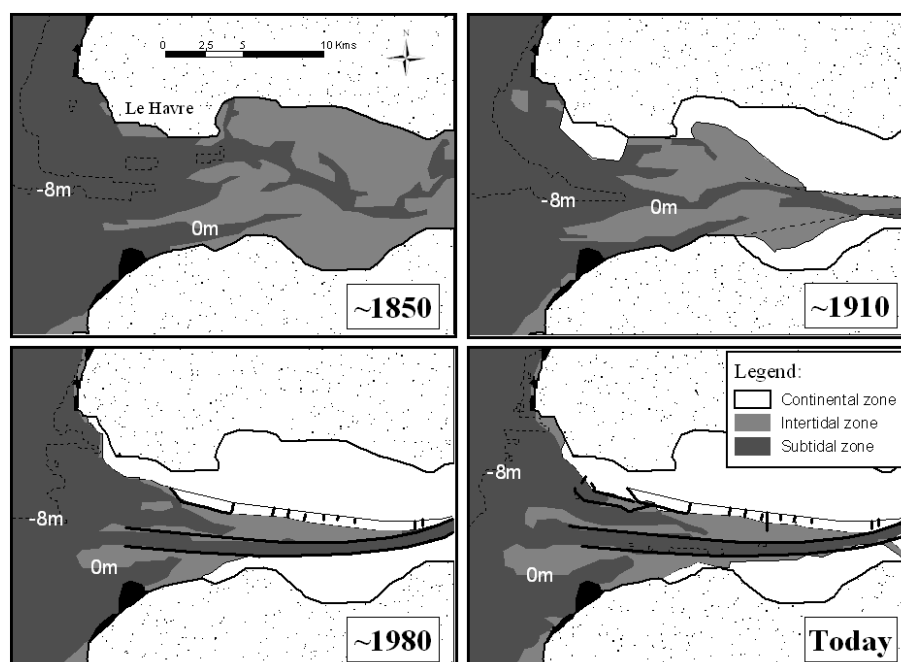 0 2,5 5 10 Kms
N
Le Havre
-8m
0m
~1850
-8m
0m
~1910
-8m
0m
~1980
Legend:
Continental zone
Intertidal zone
Subtidal zone
-8m
0m
Today